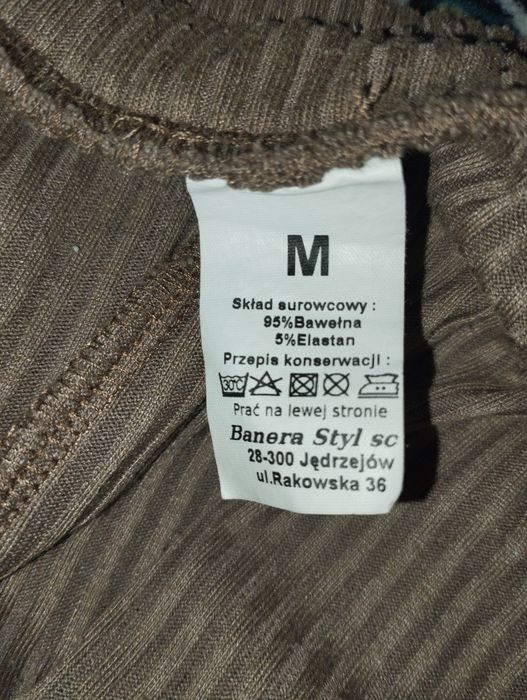 M
Skład surowcowy :
95%Bawełna
5%Elastan
Przepis konserwacji :
30°C
Prać na lewej stronie
Banera Styl sc
28-300 Jędrzejów
ul.Rakowska 36